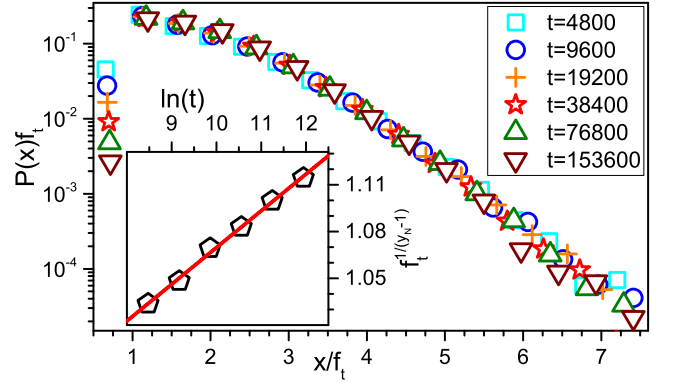 10⁻¹
10⁻²
10⁻³
10⁻⁴
P(x)f_t
1 2 3 4 5 6 7
x/f_t
t=4800
t=9600
t=19200
t=38400
t=76800
t=153600
ln(t)
9 10 11 12
1.11
1.08
1.05
f_t^{1/(y_N-1)}